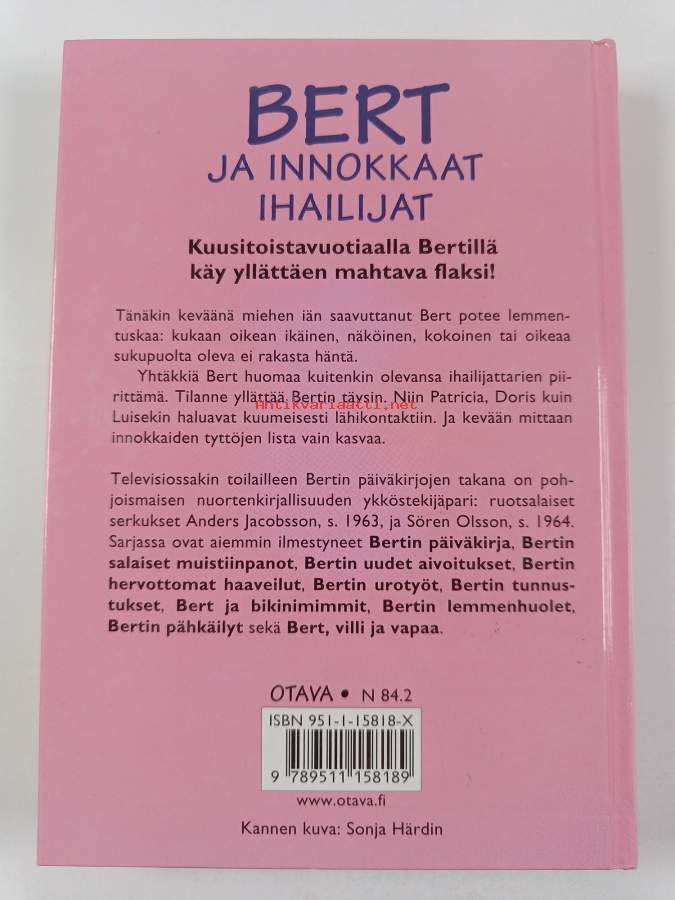 BERT
JA INNOKKAAT
IHAILIJAT
Kuusitoistavuotiaalla Bertillä
käy yllättäen mahtava flaksi!
Tänäkin keväänä miehen iän saavuttanut Bert potee lemmen-
tuskaa: kukaan oikean ikäinen, näköinen, kokoinen tai oikeaa
sukupuolta oleva ei rakasta häntä.
Yhtäkkiä Bert huomaa kuitenkin olevansa ihailijattarien pii-
rittämä. Tilanne yllättää Bertin täysin. Niin Patricia, Doris kuin
Antikvariaatti.net
Luisekin haluavat kuumeisesti lähikontaktiin. Ja kevään mittaan
innokkaiden tyttöjen lista vain kasvaa.
Televisiossakin toilailleen Bertin päiväkirjojen takana on poh-
joismaisen nuortenkirjallisuuden ykköstekijäpari: ruotsalaiset
serkukset Anders Jacobsson, s. 1963, ja Sören Olsson, s. 1964.
Sarjassa ovat aiemmin ilmestyneet Bertin päiväkirja, Bertin
salaiset muistiinpanot, Bertin uudet aivoitukset, Bertin
hervottomat haaveilut, Bertin urotyöt, Bertin tunnus-
tukset, Bert ja bikinimimmit, Bertin lemmenhuolet,
Bertin pähkäilyt sekä Bert, villi ja vapaa.
OTAVA • N 84.2
ISBN 951-1-15818-X
9 789511 158189
www.otava.fi
Kannen kuva: Sonja Härdin